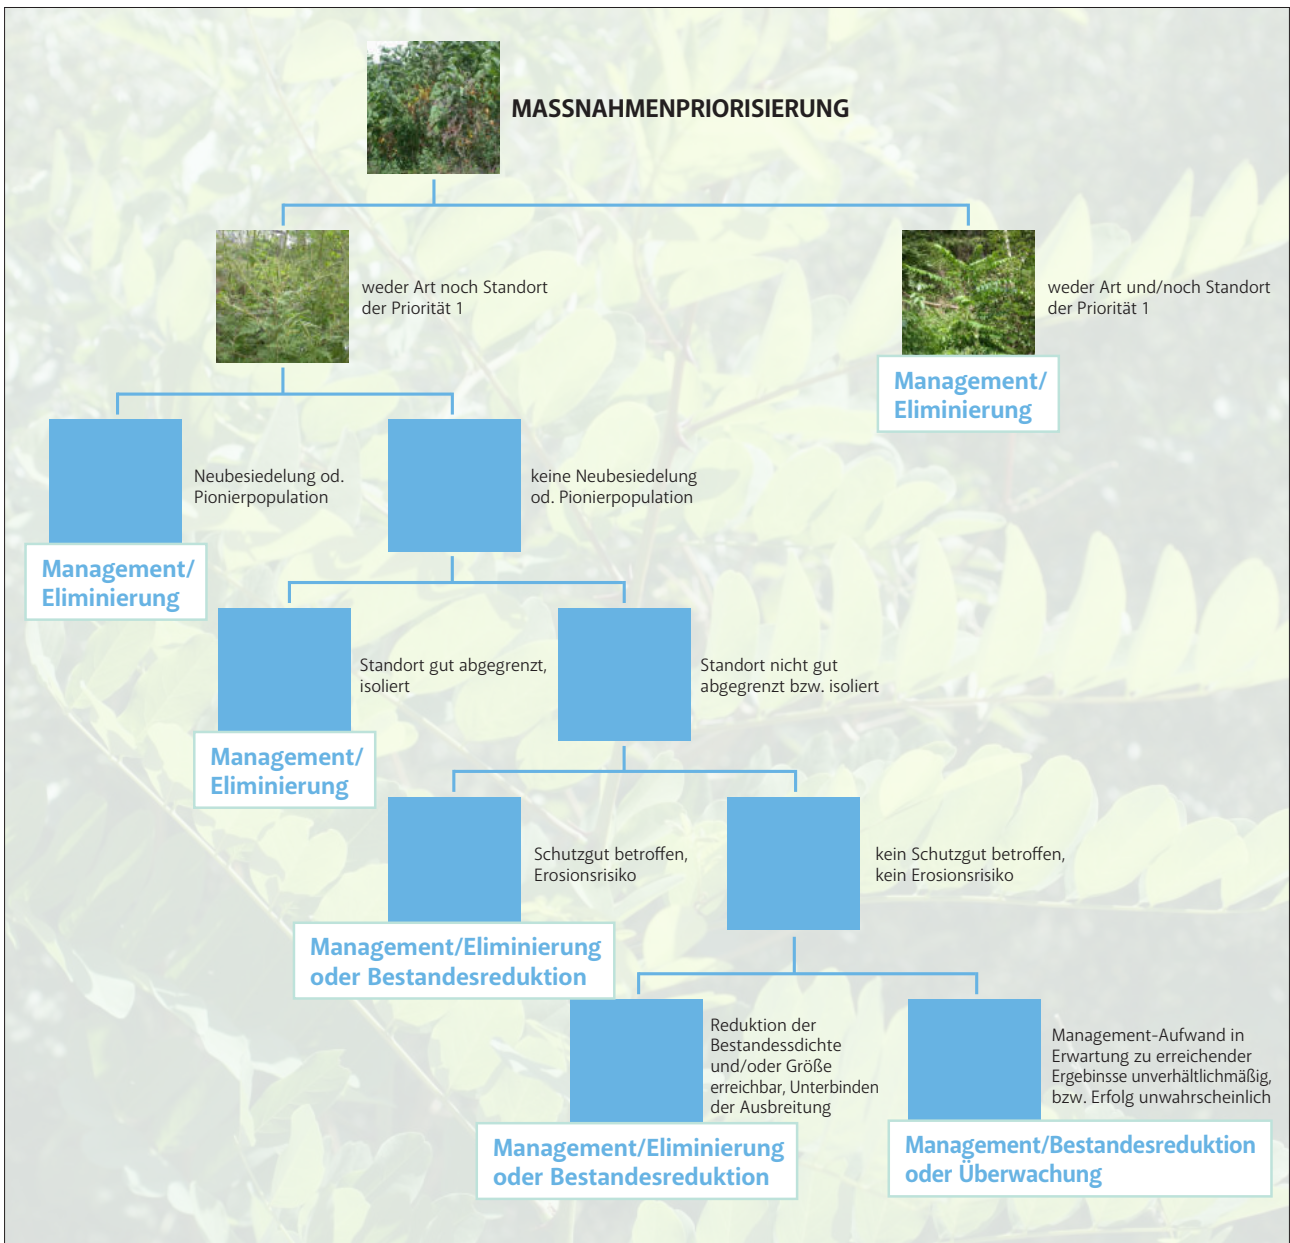 MASSNAHMENPRIORISIERUNG
weder Art noch Standort
der Priorität 1
weder Art und/noch Standort
der Priorität 1
Management/
Eliminierung
Neubesiedelung od.
Pionierpopulation
keine Neubesiedelung
od. Pionierpopulation
Management/
Eliminierung
Standort gut abgegrenzt,
isoliert
Standort nicht gut
abgegrenzt bzw. isoliert
Management/
Eliminierung
Schutzgut betroffen,
Erosionsrisiko
kein Schutzgut betroffen,
kein Erosionsrisiko
Management/Eliminierung
oder Bestandesreduktion
Reduktion der
Bestandessdichte
und/oder Größe
erreichbar, Unterbinden
der Ausbreitung
Management-Aufwand in
Erwartung zu erreichender
Ergebinsse unverhältlichmäßig,
bzw. Erfolg unwahrscheinlich
Management/Eliminierung
oder Bestandesreduktion
Management/Bestandesreduktion
oder Überwachung